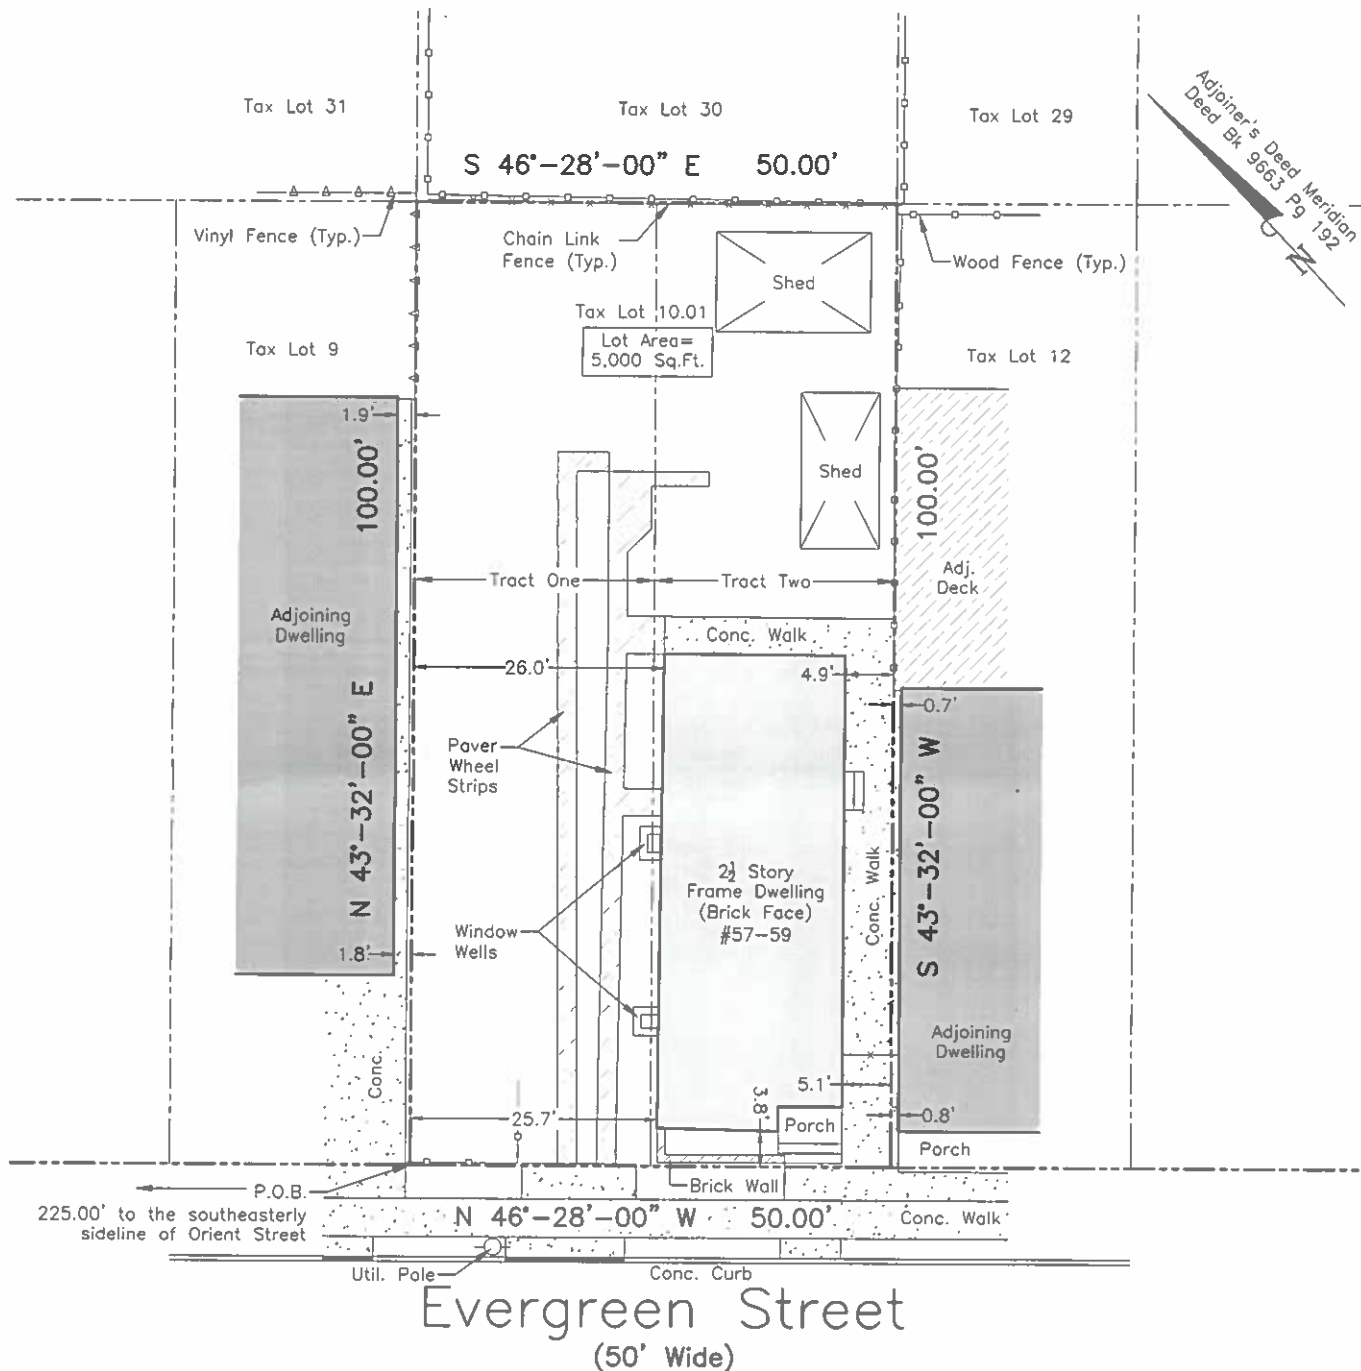 Tax Lot 31
Tax Lot 30
Tax Lot 29
Adjoiner's Deed Meridian
Deed Bk 9663 Pg 192
N
S 46°-28'-00" E 50.00'
Vinyl Fence (Typ.)
Chain Link
Fence (Typ.)
Wood Fence (Typ.)
Shed
Tax Lot 10.01
Lot Area=
5,000 Sq.Ft.
Tax Lot 9
Tax Lot 12
1.9'
N 43°-32'-00" E 100.00'
Shed
S 43°-32'-00" W 100.00'
Tract One
Tract Two
Adj.
Deck
Adjoining
Dwelling
Conc. Walk
26.0'
4.9'
0.7'
Paver
Wheel
Strips
2½ Story
Frame Dwelling
(Brick Face)
#57-59
Conc. Walk
Window
Wells
1.8'
Adjoining
Dwelling
Conc.
5.1'
3.8'
25.7'
Porch
0.8'
Porch
P.O.B.
Brick Wall
225.00' to the southeasterly
sideline of Orient Street
N 46°-28'-00" W 50.00'
Conc. Walk
Util. Pole
Conc. Curb
Evergreen Street
(50' Wide)